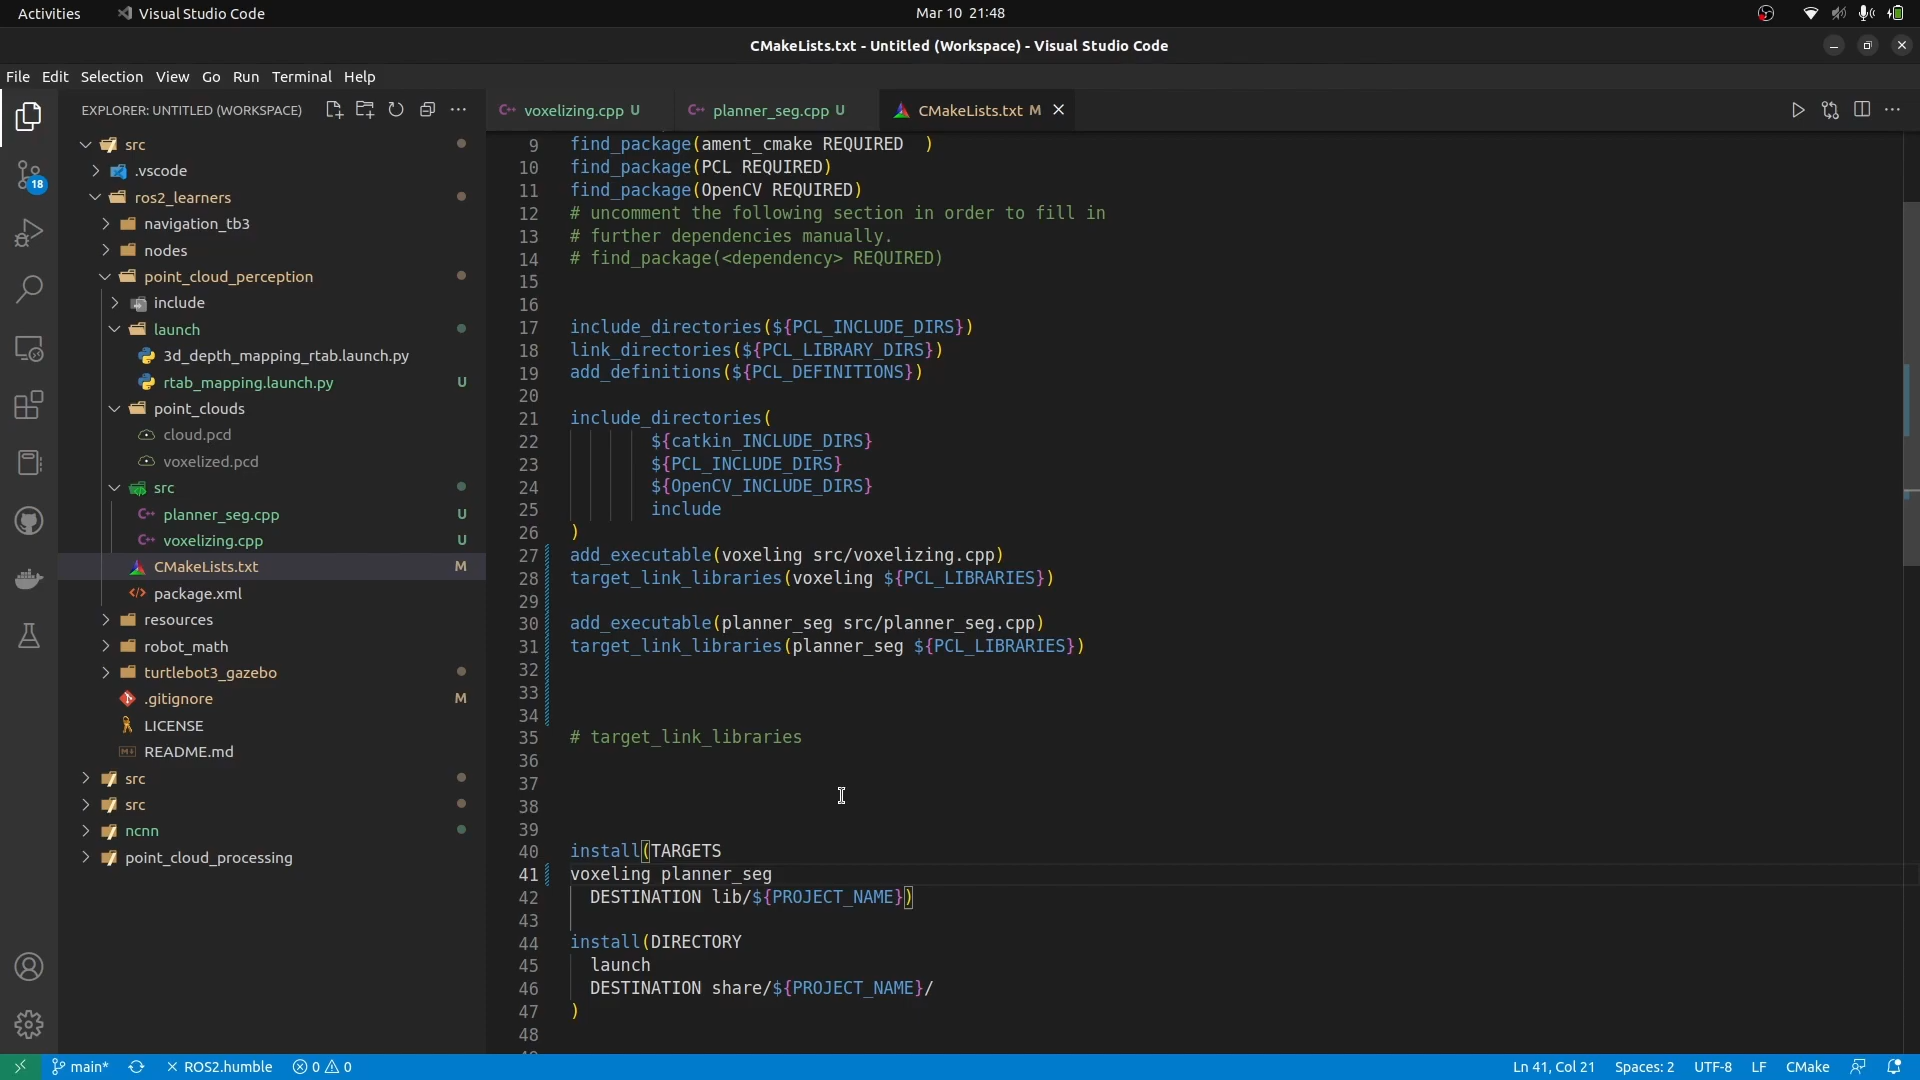 Activities
Visual Studio Code
Mar 10 21:48
CMakeLists.txt - Untitled (Workspace) - Visual Studio Code
File Edit Selection View Go Run Terminal Help
EXPLORER: UNTITLED (WORKSPACE)
voxelizing.cpp U
planner_seg.cpp U
CMakeLists.txt M
18
src
.vscode
ros2_learners
navigation_tb3
nodes
point_cloud_perception
include
launch
3d_depth_mapping_rtab.launch.py
rtab_mapping.launch.py U
point_clouds
cloud.pcd
voxelized.pcd
src
planner_seg.cpp U
voxelizing.cpp U
CMakeLists.txt M
package.xml
resources
robot_math
turtlebot3_gazebo
.gitignore M
LICENSE
README.md
src
src
ncnn
point_cloud_processing
9 find_package(ament_cmake REQUIRED  )
10 find_package(PCL REQUIRED)
11 find_package(OpenCV REQUIRED)
12 # uncomment the following section in order to fill in
13 # further dependencies manually.
14 # find_package(<dependency> REQUIRED)
15
16
17 include_directories(${PCL_INCLUDE_DIRS})
18 link_directories(${PCL_LIBRARY_DIRS})
19 add_definitions(${PCL_DEFINITIONS})
20
21 include_directories(
22 ${catkin_INCLUDE_DIRS}
23 ${PCL_INCLUDE_DIRS}
24 ${OpenCV_INCLUDE_DIRS}
25 include
26 )
27 add_executable(voxeling src/voxelizing.cpp)
28 target_link_libraries(voxeling ${PCL_LIBRARIES})
29
30 add_executable(planner_seg src/planner_seg.cpp)
31 target_link_libraries(planner_seg ${PCL_LIBRARIES})
32
33
34
35 # target_link_libraries
36
37
38
39
40 install(TARGETS
41 voxeling planner_seg
42 DESTINATION lib/${PROJECT_NAME})
43
44 install(DIRECTORY
45 launch
46 DESTINATION share/${PROJECT_NAME}/
47 )
48
main*
ROS2.humble
0 0
Ln 41, Col 21
Spaces: 2
UTF-8
LF
CMake